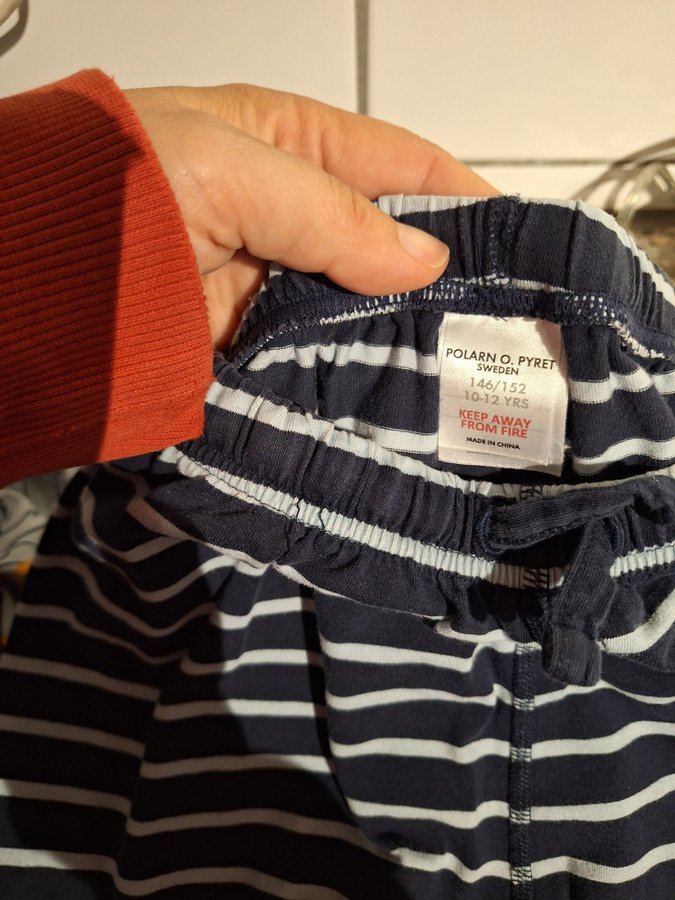 POLARN O. PYRET
SWEDEN
146/152
10-12 YRS
KEEP AWAY
FROM FIRE
MADE IN CHINA